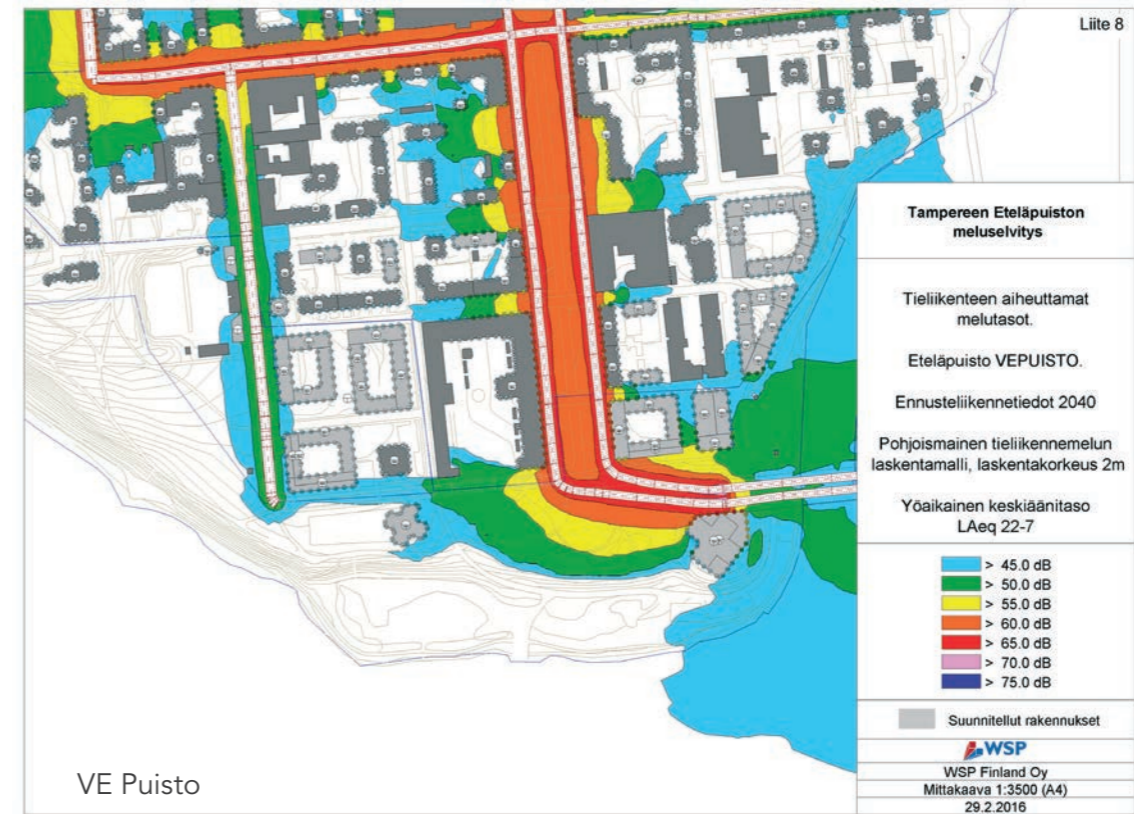 Liite 8
Tampereen Eteläpuiston
meluselvitys
Tieliikenteen aiheuttamat
melutasot.
Eteläpuisto VEPUISTO.
Ennusteliikennetiedot 2040
Pohjoismainen tieliikennemelun
laskentamalli, laskentakorkeus 2m
Yöaikainen keskiäänitaso
LAeq 22-7
> 45.0 dB
> 50.0 dB
> 55.0 dB
> 60.0 dB
> 65.0 dB
> 70.0 dB
> 75.0 dB
Suunnitellut rakennukset
WSP
WSP Finland Oy
Mittakaava 1:3500 (A4)
29.2.2016
VE Puisto